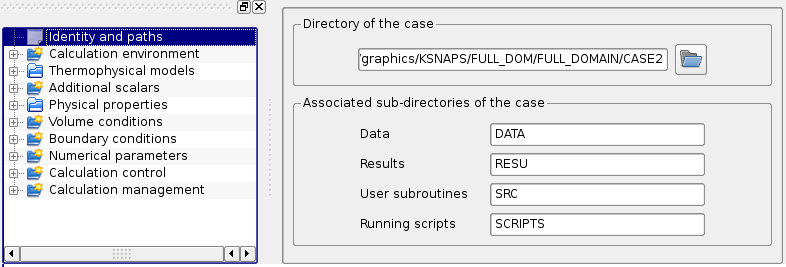 Identity and paths
Calculation environment
Thermophysical models
Additional scalars
Physical properties
Volume conditions
Boundary conditions
Numerical parameters
Calculation control
Calculation management
Directory of the case
/graphics/KSNAPS/FULL_DOM/FULL_DOMAIN/CASE2
Associated sub-directories of the case
Data DATA
Results RESU
User subroutines SRC
Running scripts SCRIPTS